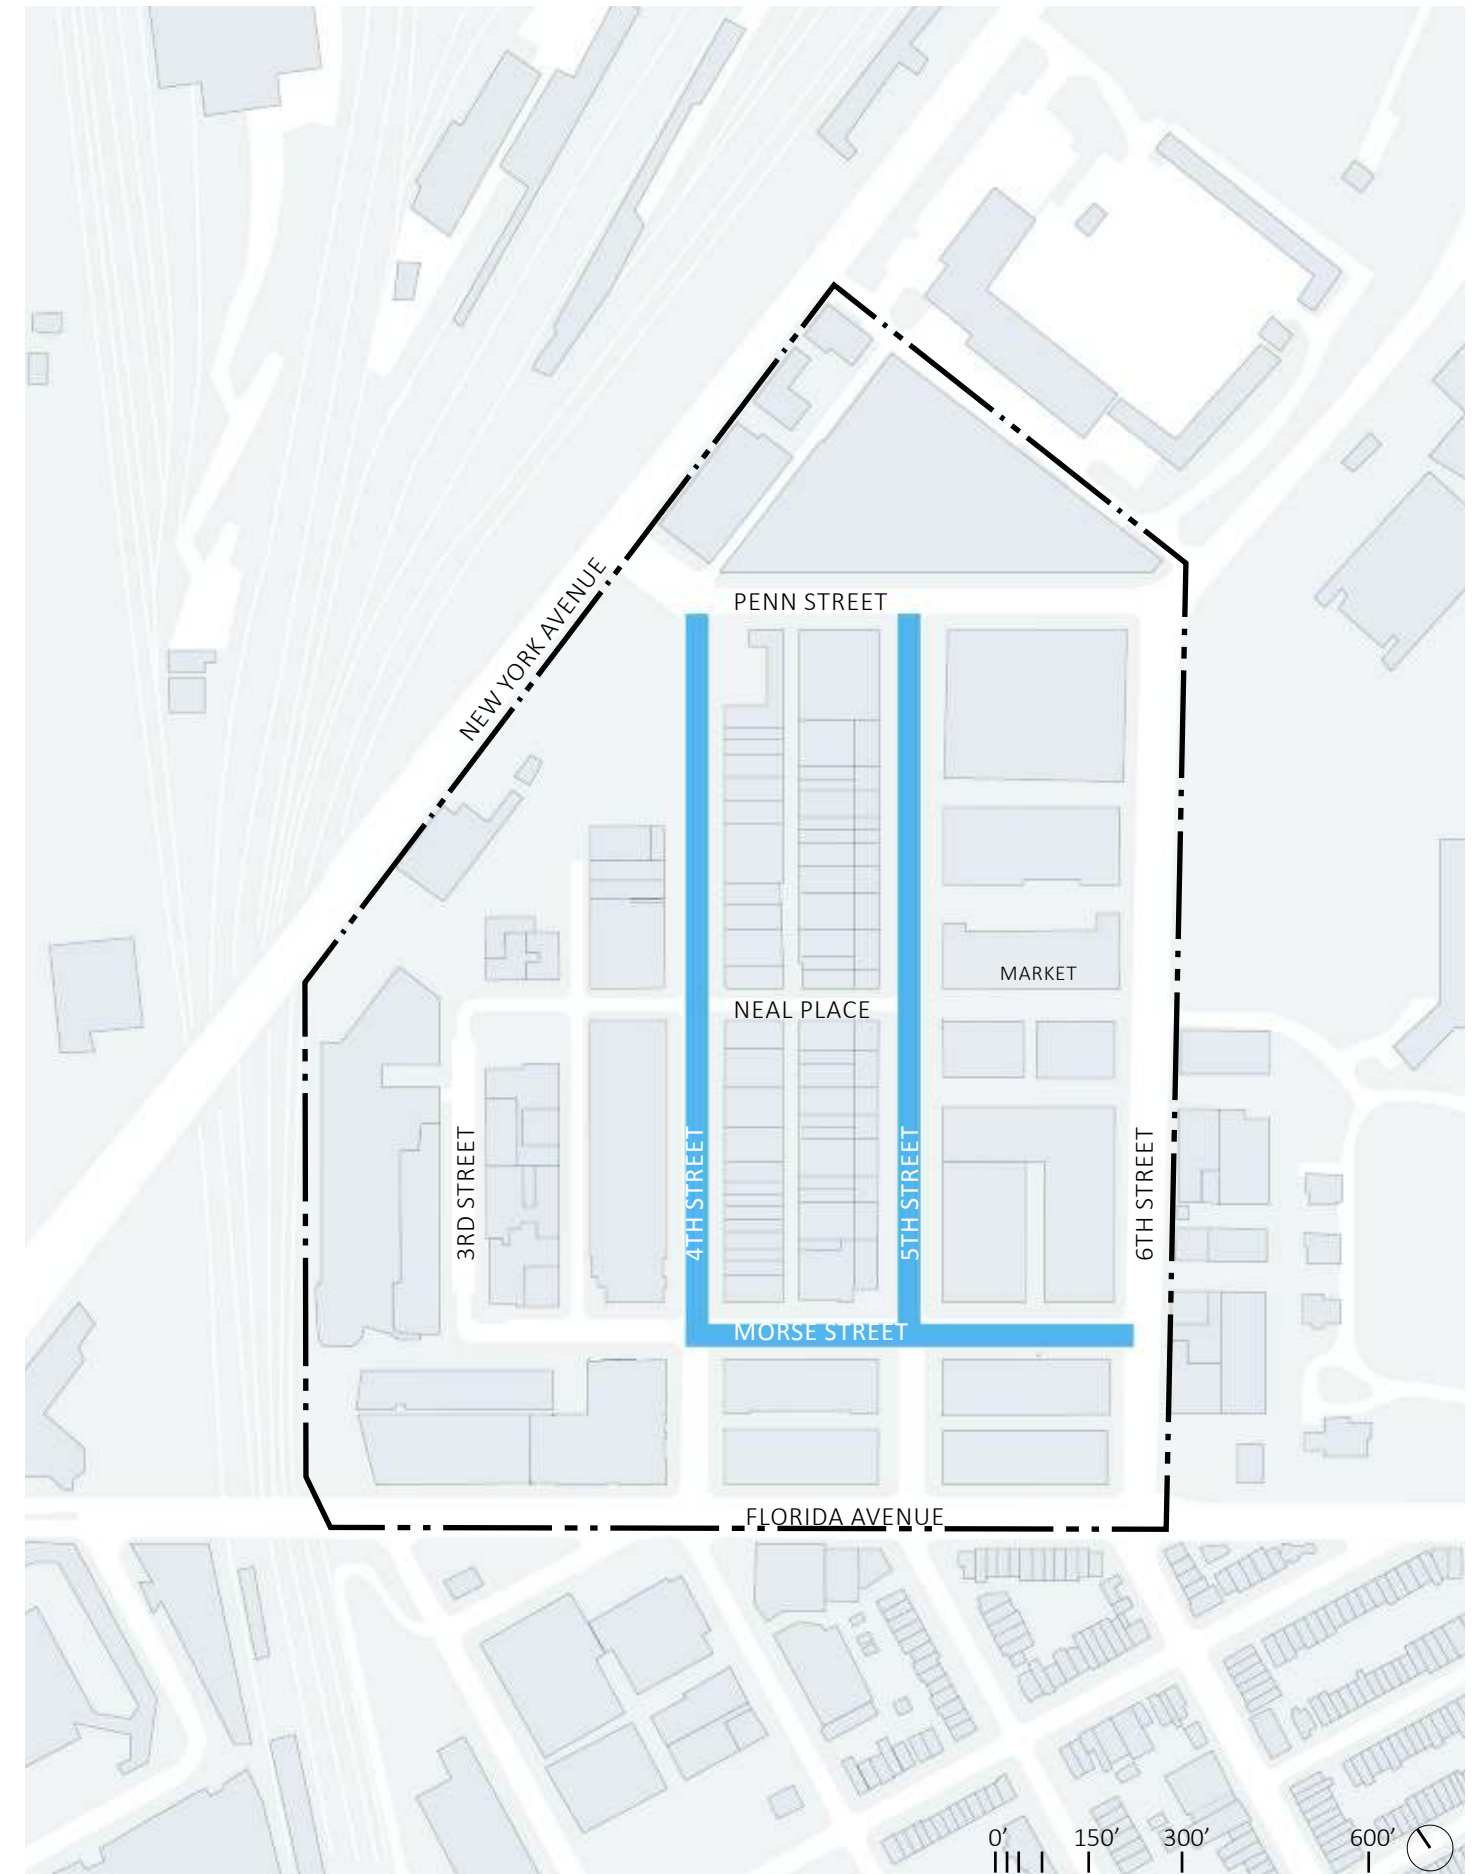 PENN STREET
NEW YORK AVENUE
MARKET
NEAL PLACE
3RD STREET
4TH STREET
5TH STREET
6TH STREET
MORSE STREET
FLORIDA AVENUE
0' 150' 300' 600'